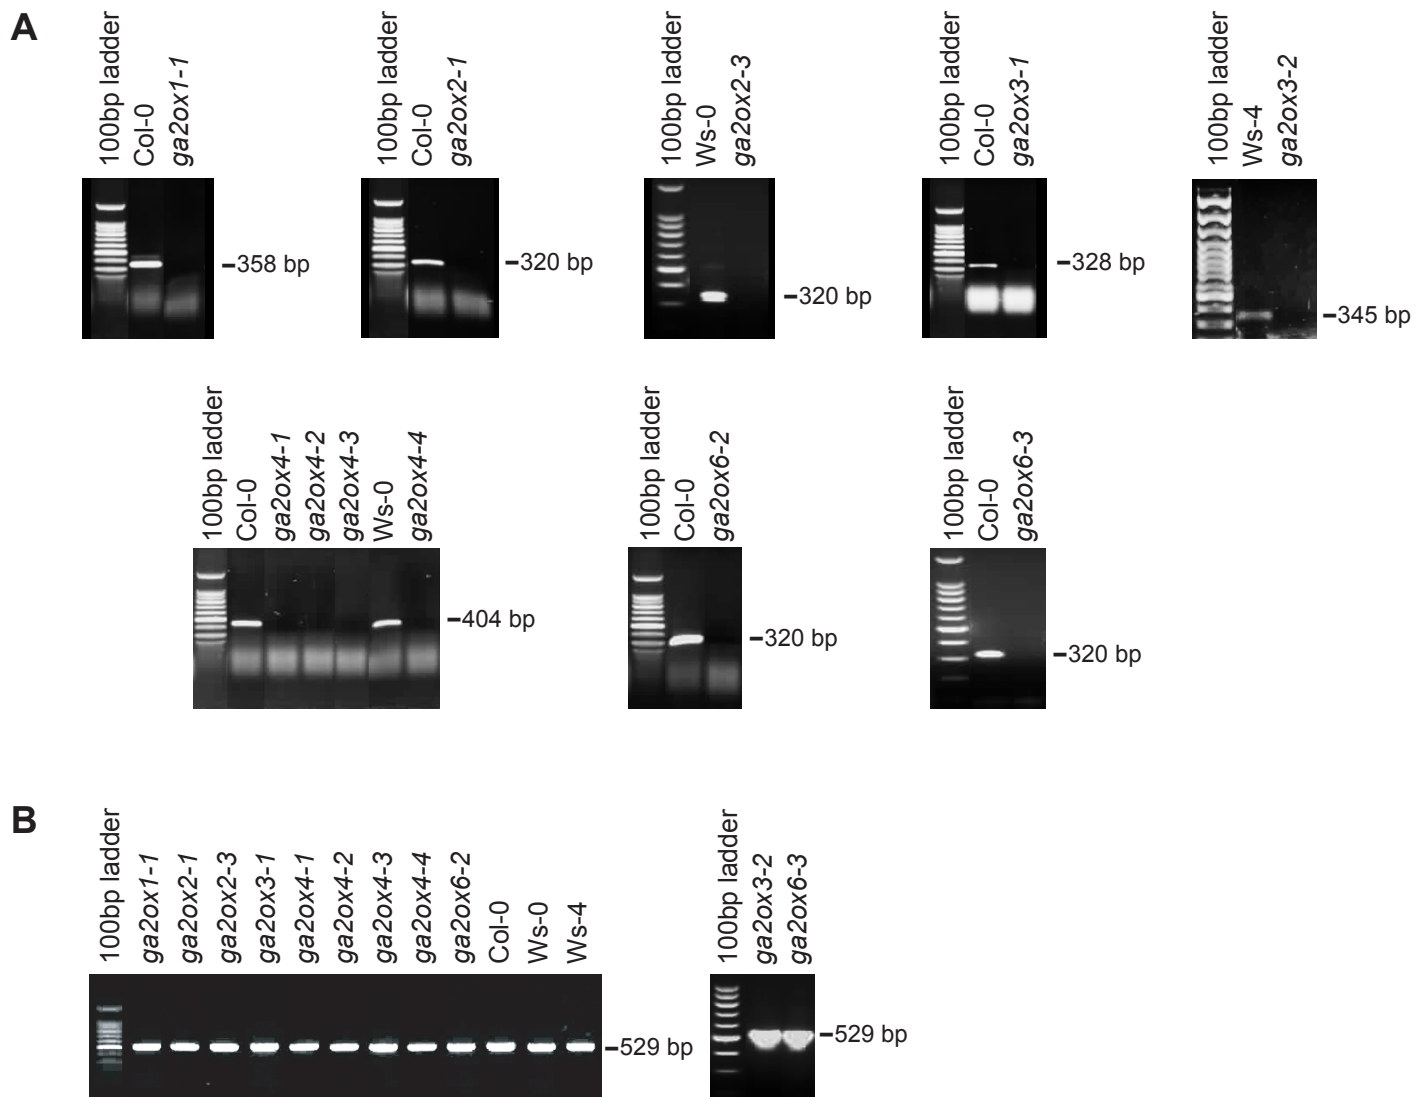 A
100bp ladder
Col-0
ga2ox1-1
358 bp
100bp ladder
Col-0
ga2ox2-1
320 bp
100bp ladder
Ws-0
ga2ox2-3
320 bp
100bp ladder
Col-0
ga2ox3-1
328 bp
100bp ladder
Ws-4
ga2ox3-2
345 bp
100bp ladder
Col-0
ga2ox4-1
ga2ox4-2
ga2ox4-3
Ws-0
ga2ox4-4
404 bp
100bp ladder
Col-0
ga2ox6-2
320 bp
100bp ladder
Col-0
ga2ox6-3
320 bp
B
100bp ladder
ga2ox1-1
ga2ox2-1
ga2ox2-3
ga2ox3-1
ga2ox4-1
ga2ox4-2
ga2ox4-3
ga2ox4-4
ga2ox6-2
Col-0
Ws-0
Ws-4
529 bp
100bp ladder
ga2ox3-2
ga2ox6-3
529 bp